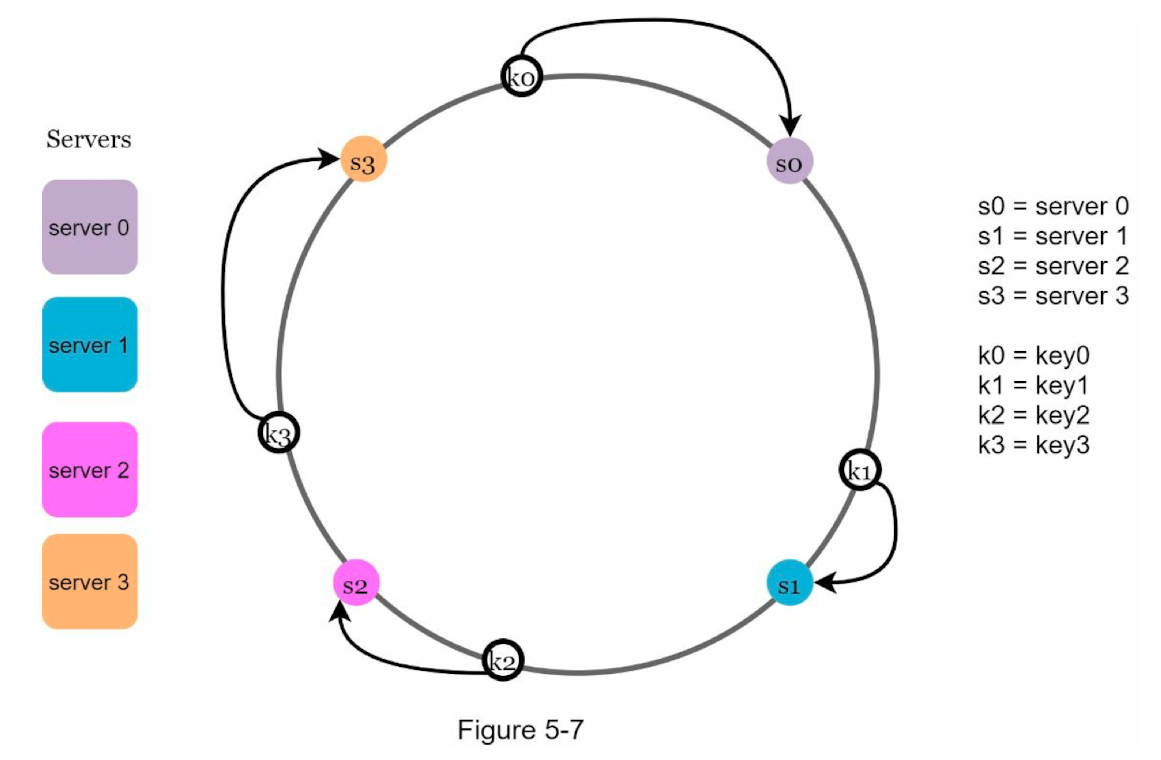 Servers
server 0
server 1
server 2
server 3
k0
s3
s0
k3
k1
s2
s1
k2
s0 = server 0
s1 = server 1
s2 = server 2
s3 = server 3
k0 = key0
k1 = key1
k2 = key2
k3 = key3
Figure 5-7